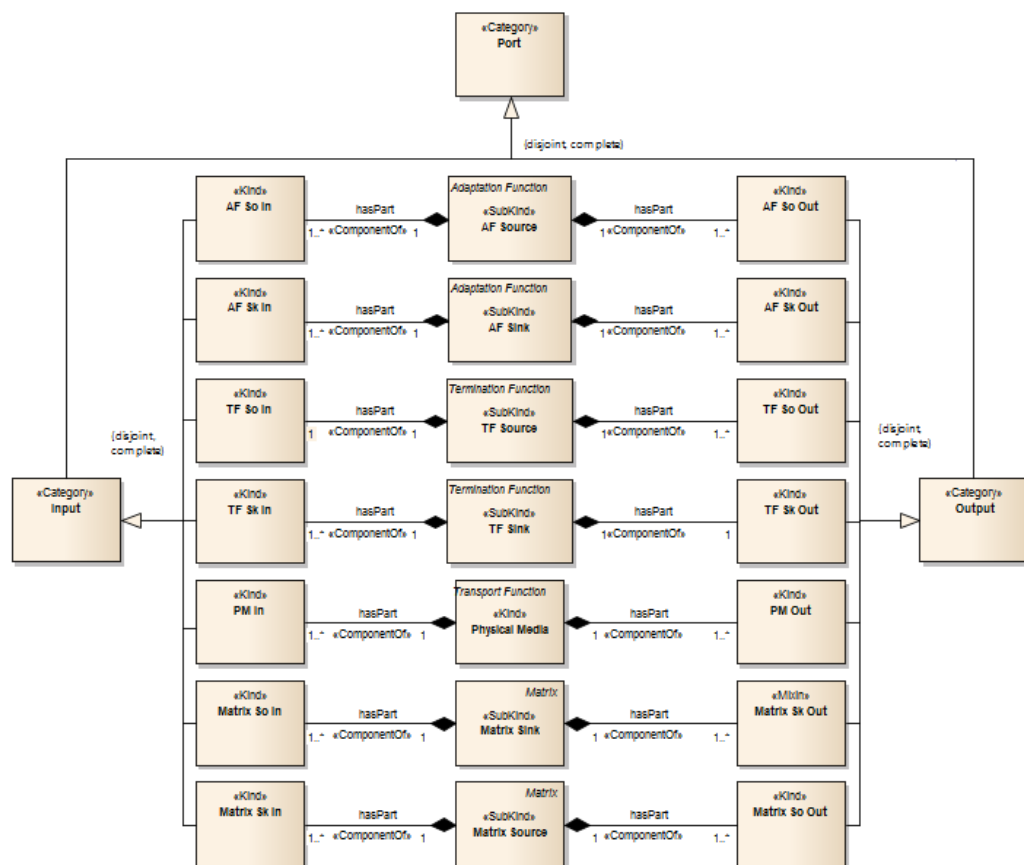 «Category»
Port
{disjoint, complete}
«Kind»
AF So In
hasPart
1..* «ComponentOf» 1
Adaptation Function
«SubKind»
AF Source
hasPart
1 «ComponentOf» 1..*
«Kind»
AF So Out
«Kind»
AF Sk In
hasPart
1..* «ComponentOf» 1
Adaptation Function
«SubKind»
AF Sink
hasPart
1 «ComponentOf» 1..*
«Kind»
AF Sk Out
«Kind»
TF So In
hasPart
1 «ComponentOf» 1
Termination Function
«SubKind»
TF Source
hasPart
1 «ComponentOf» 1..*
«Kind»
TF So Out
{disjoint,
complete}
{disjoint,
complete}
«Category»
Input
«Kind»
TF Sk In
hasPart
1..* «ComponentOf» 1
Termination Function
«SubKind»
TF Sink
hasPart
1 «ComponentOf» 1
«Kind»
TF Sk Out
«Category»
Output
«Kind»
PM In
hasPart
1..* «ComponentOf» 1
Transport Function
«Kind»
Physical Media
hasPart
1 «ComponentOf» 1..*
«Kind»
PM Out
«Kind»
Matrix So In
hasPart
1..* «ComponentOf» 1
Matrix
«SubKind»
Matrix Sink
hasPart
1 «ComponentOf» 1..*
«Mixin»
Matrix Sk Out
«Kind»
Matrix Sk In
hasPart
1..* «ComponentOf» 1
Matrix
«SubKind»
Matrix Source
hasPart
1 «ComponentOf» 1..*
«Kind»
Matrix So Out